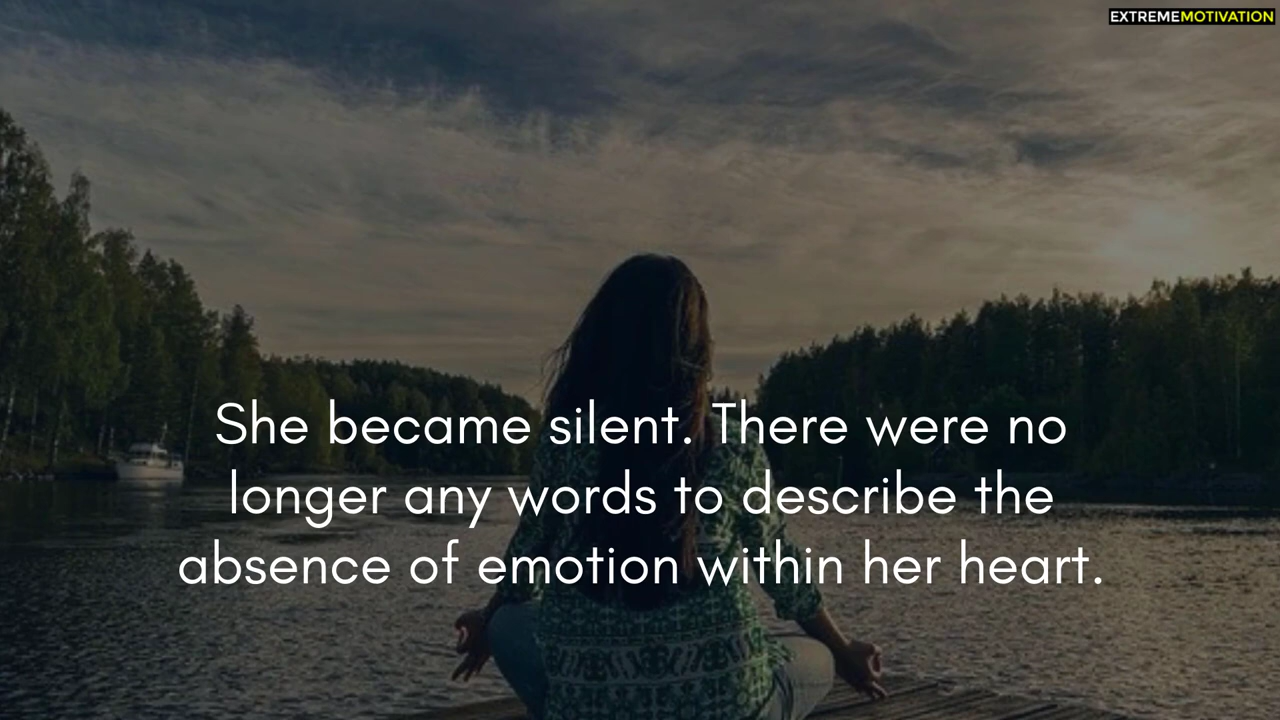 EXTREMEMOTIVATION
She became silent. There were no
longer any words to describe the
absence of emotion within her heart.